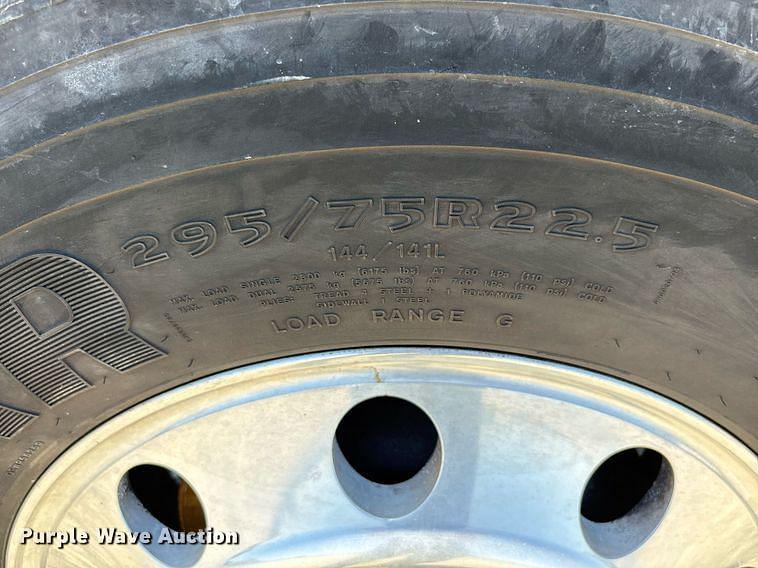 295/75R22.5
144/141L
MAX. LOAD SINGLE 2800 kg (6175 lbs) AT 760 kPa (110 psi) COLD
MAX. LOAD DUAL 2575 kg (5675 lbs) AT 760 kPa (110 psi) COLD
PLIES: TREAD 4 STEEL + 1 POLYAMIDE
SIDEWALL 1 STEEL
LOAD RANGE G
AR
Purple Wave Auction